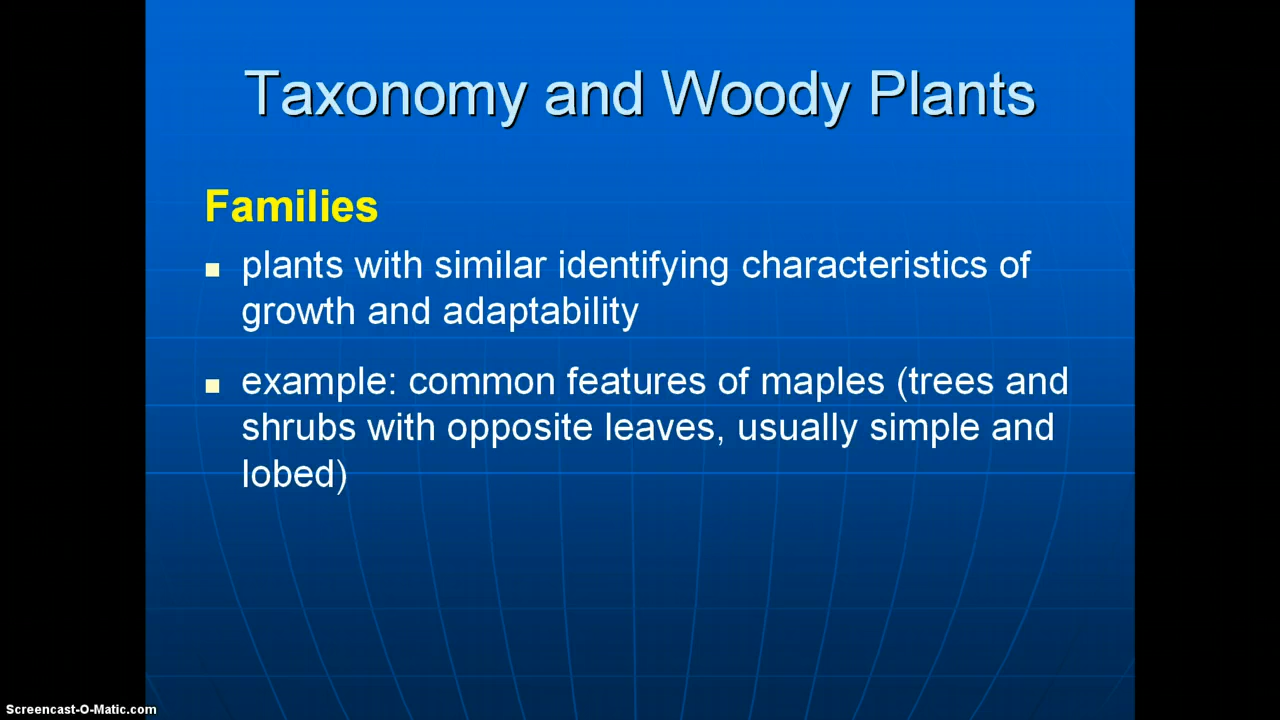 Taxonomy and Woody Plants
Families
plants with similar identifying characteristics of
growth and adaptability
example: common features of maples (trees and
shrubs with opposite leaves, usually simple and
lobed)
Screencast-O-Matic.com